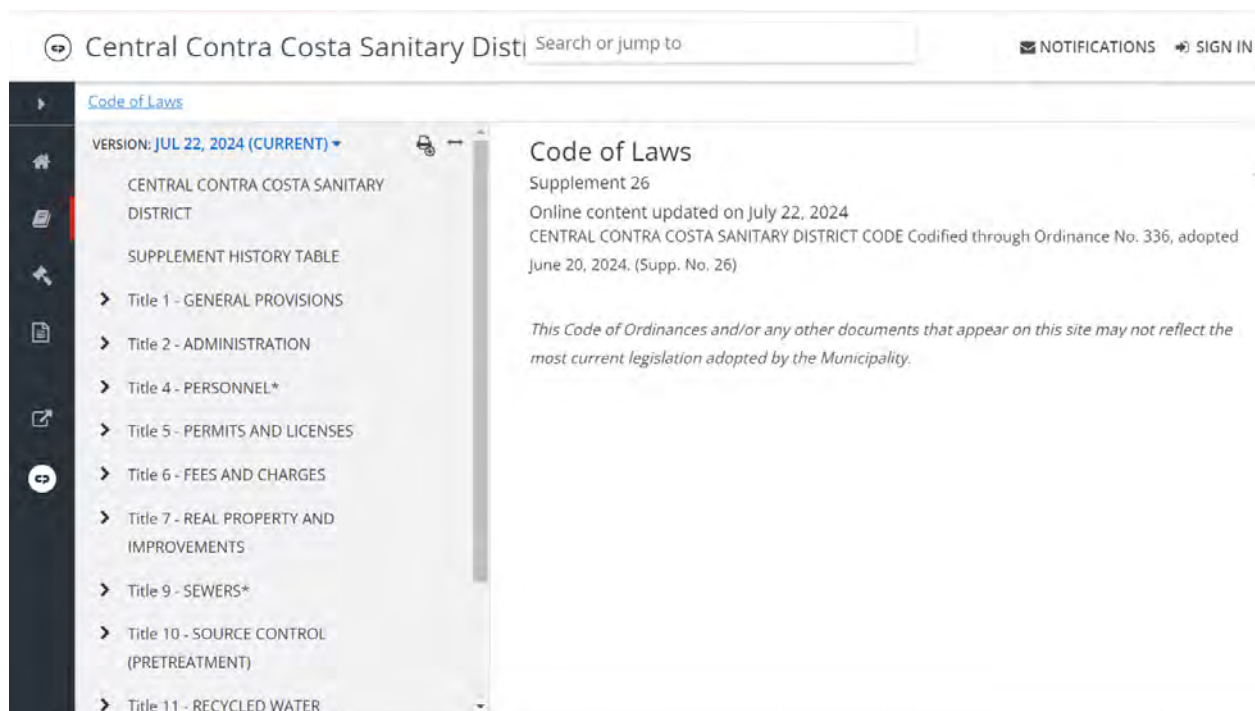 Central Contra Costa Sanitary Distr
Search or jump to
NOTIFICATIONS
SIGN IN
Code of Laws
VERSION: JUL 22, 2024 (CURRENT)
CENTRAL CONTRA COSTA SANITARY
DISTRICT
SUPPLEMENT HISTORY TABLE
Title 1 - GENERAL PROVISIONS
Title 2 - ADMINISTRATION
Title 4 - PERSONNEL*
Title 5 - PERMITS AND LICENSES
Title 6 - FEES AND CHARGES
Title 7 - REAL PROPERTY AND
IMPROVEMENTS
Title 9 - SEWERS*
Title 10 - SOURCE CONTROL
(PRETREATMENT)
Title 11 - RECYCLED WATER
Code of Laws
Supplement 26
Online content updated on July 22, 2024
CENTRAL CONTRA COSTA SANITARY DISTRICT CODE Codified through Ordinance No. 336, adopted
June 20, 2024. (Supp. No. 26)
This Code of Ordinances and/or any other documents that appear on this site may not reflect the
most current legislation adopted by the Municipality.